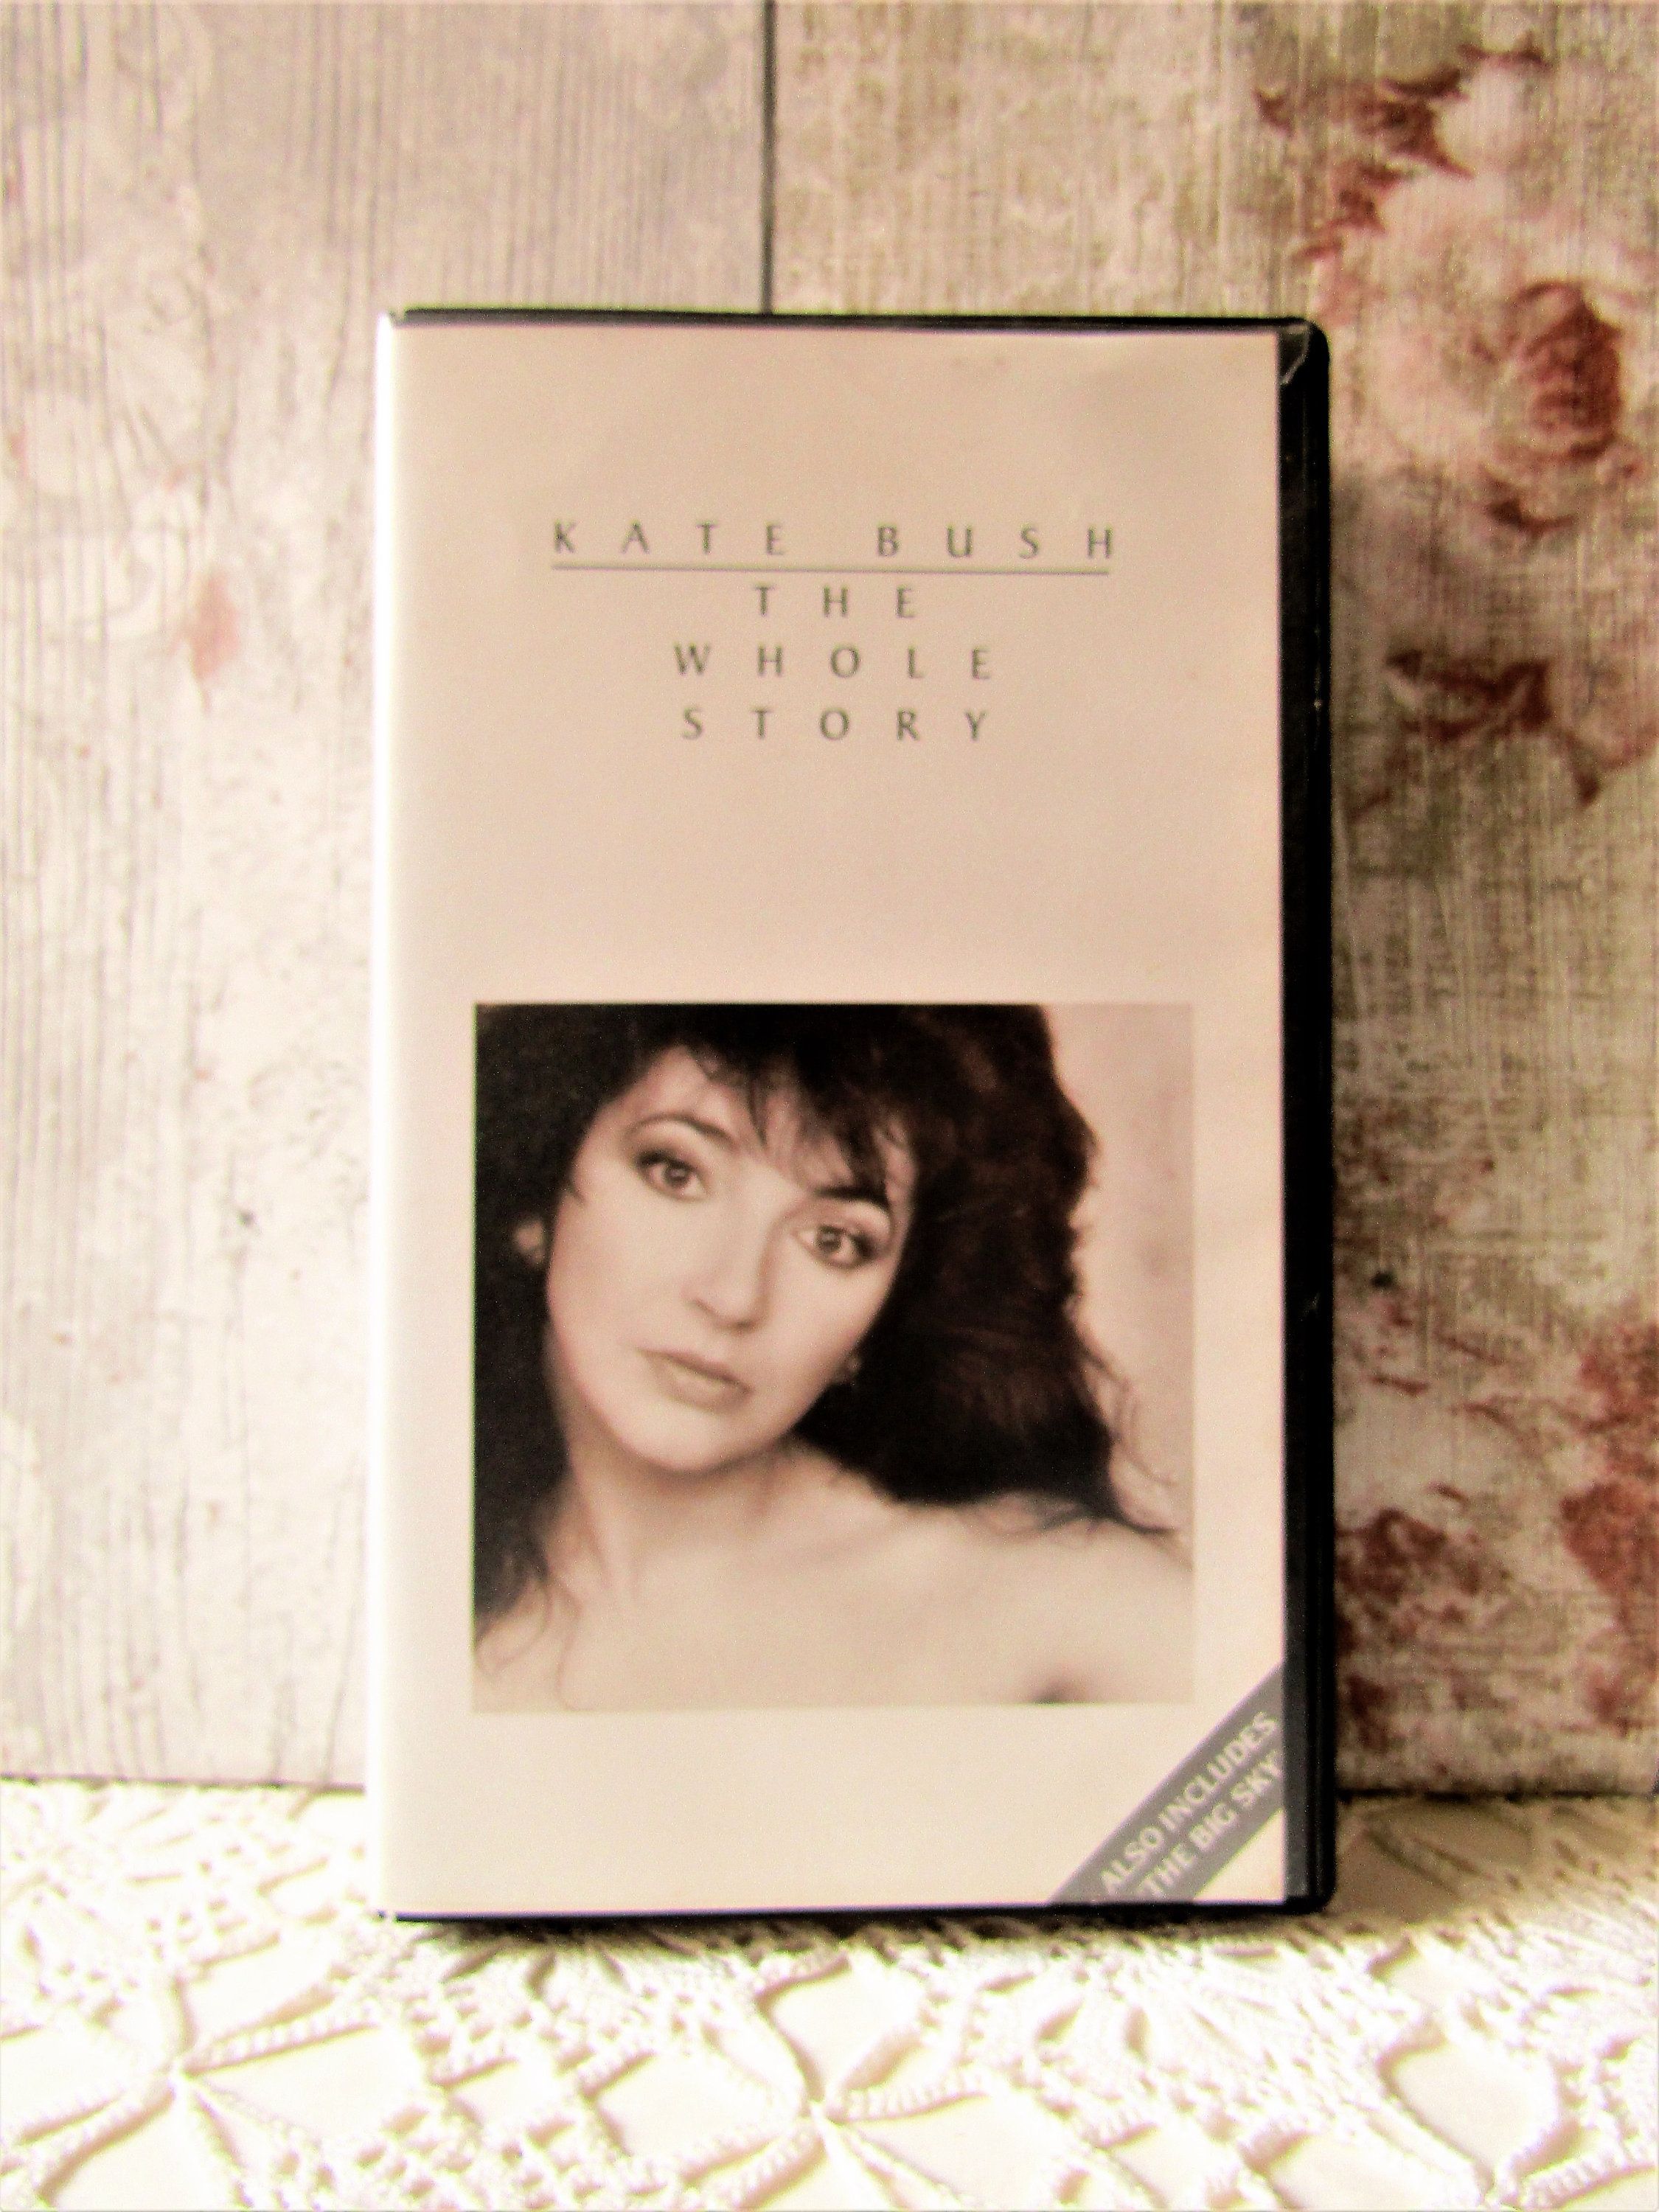 KATE BUSH
THE
WHOLE
STORY
ALSO INCLUDES
THE BIG SKY